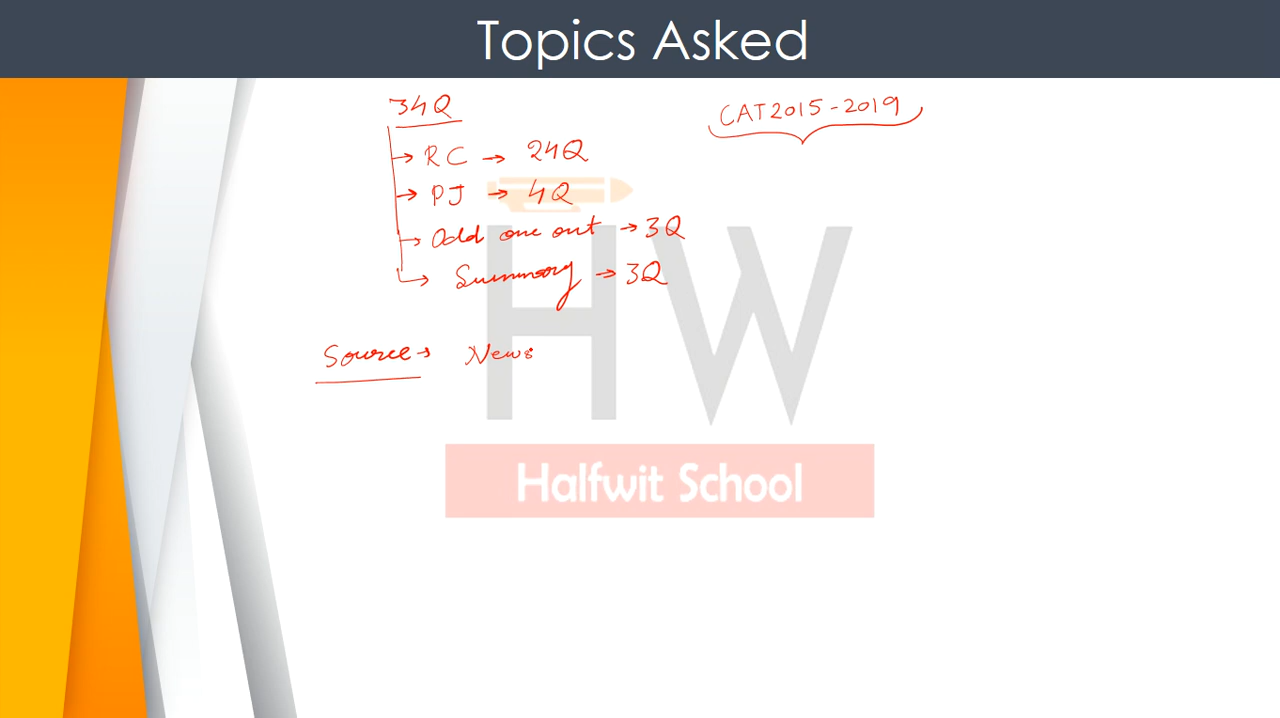 Topics Asked
34Q
CAT2015-2019
→ RC → 24Q
→ PJ → 4Q
→ Odd one out → 3Q
→ Summary → 3Q
Source → News
HW
Halfwit School